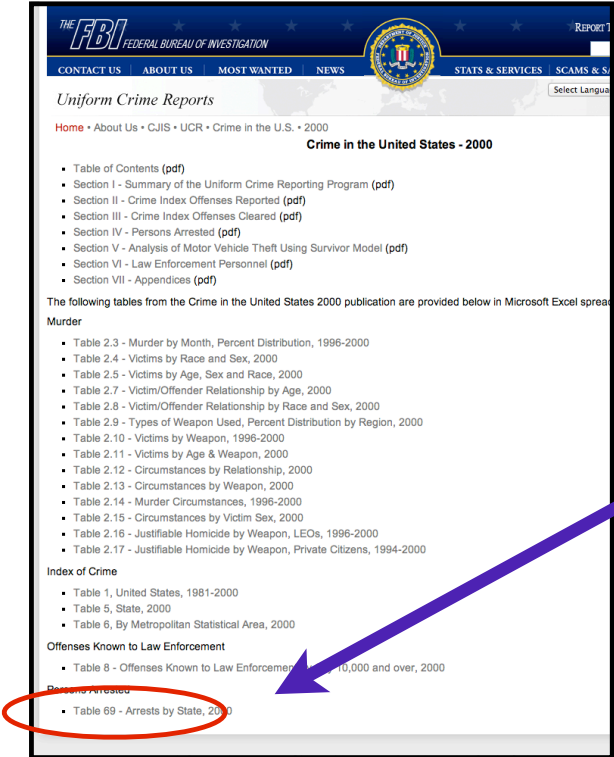 THE FBI FEDERAL BUREAU OF INVESTIGATION
REPORT
CONTACT US ABOUT US MOST WANTED NEWS STATS & SERVICES SCAMS &
Uniform Crime Reports
Select
Home • About Us • CJIS • UCR • Crime in the U.S. • 2000
Crime in the United States - 2000
Table of Contents (pdf)
Section I - Summary of the Uniform Crime Reporting Program (pdf)
Section II - Crime Index Offenses Reported (pdf)
Section III - Crime Index Offenses Cleared (pdf)
Section IV - Persons Arrested (pdf)
Section V - Analysis of Motor Vehicle Theft Using Survivor Model (pdf)
Section VI - Law Enforcement Personnel (pdf)
Section VII - Appendices (pdf)
The following tables from the Crime in the United States 2000 publication are provided below in Microsoft Excel
Murder
Table 2.3 - Murder by Month, Percent Distribution, 1996-2000
Table 2.4 - Victims by Race and Sex, 2000
Table 2.5 - Victims by Age, Sex and Race, 2000
Table 2.7 - Victim/Offender Relationship by Age, 2000
Table 2.8 - Victim/Offender Relationship by Race and Sex, 2000
Table 2.9 - Types of Weapon Used, Percent Distribution by Region, 2000
Table 2.10 - Victims by Weapon, 1996-2000
Table 2.11 - Victims by Age & Weapon, 2000
Table 2.12 - Circumstances by Relationship, 2000
Table 2.13 - Circumstances by Weapon, 2000
Table 2.14 - Murder Circumstances, 1996-2000
Table 2.15 - Circumstances by Victim Sex, 2000
Table 2.16 - Justifiable Homicide by Weapon, LEOs, 1996-2000
Table 2.17 - Justifiable Homicide by Weapon, Private Citizens, 1994-2000
Index of Crime
Table 1, United States, 1981-2000
Table 5, State, 2000
Table 6, By Metropolitan Statistical Area, 2000
Offenses Known to Law Enforcement
Table 8 - Offenses Known to Law Enforcement 10,000 and over, 2000
Persons Arrested
Table 69 - Arrests by State, 2000